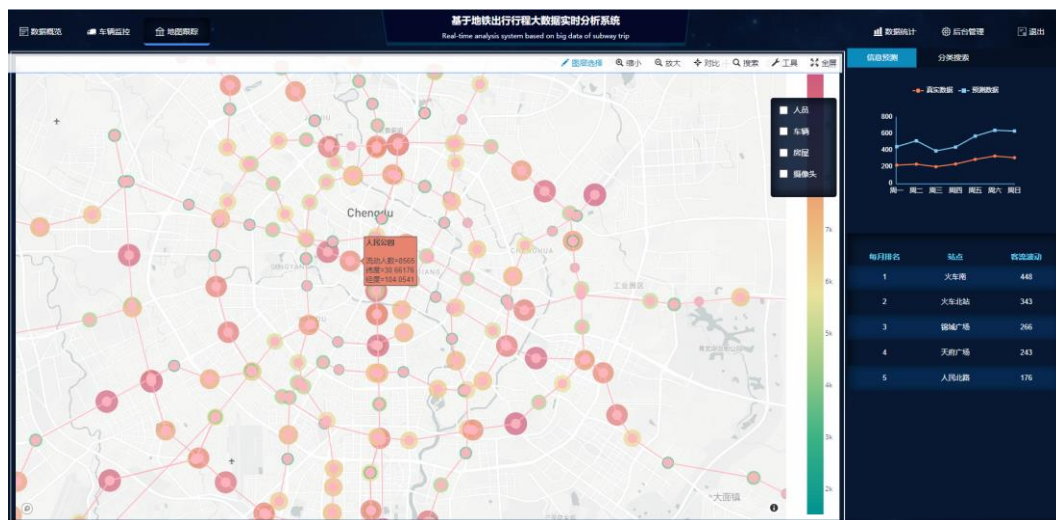 基于地铁出行行程大数据实时分析系统
Real-time analysis system based on big data of subway trip
数据概览
车辆监控
地图跟踪
数据统计
后台管理
退出
图层选择
缩小
放大
对比
搜索
工具
全屏
人员
车辆
房屋
摄像头
Chengdu
人民公园
流动人数=6565
纬度=30.66176
经度=104.0541
CHENGHUA
工业园区
大面镇
7k
6k
5k
4k
3k
2k
信息预测
分类搜索
真实数据
预测数据
800
600
400
200
0
周一 周二 周三 周四 周五 周六 周日
每月排名 站点 客流波动
1 火车南 448
2 火车北站 343
3 锦城广场 266
4 天府广场 243
5 人民北路 176